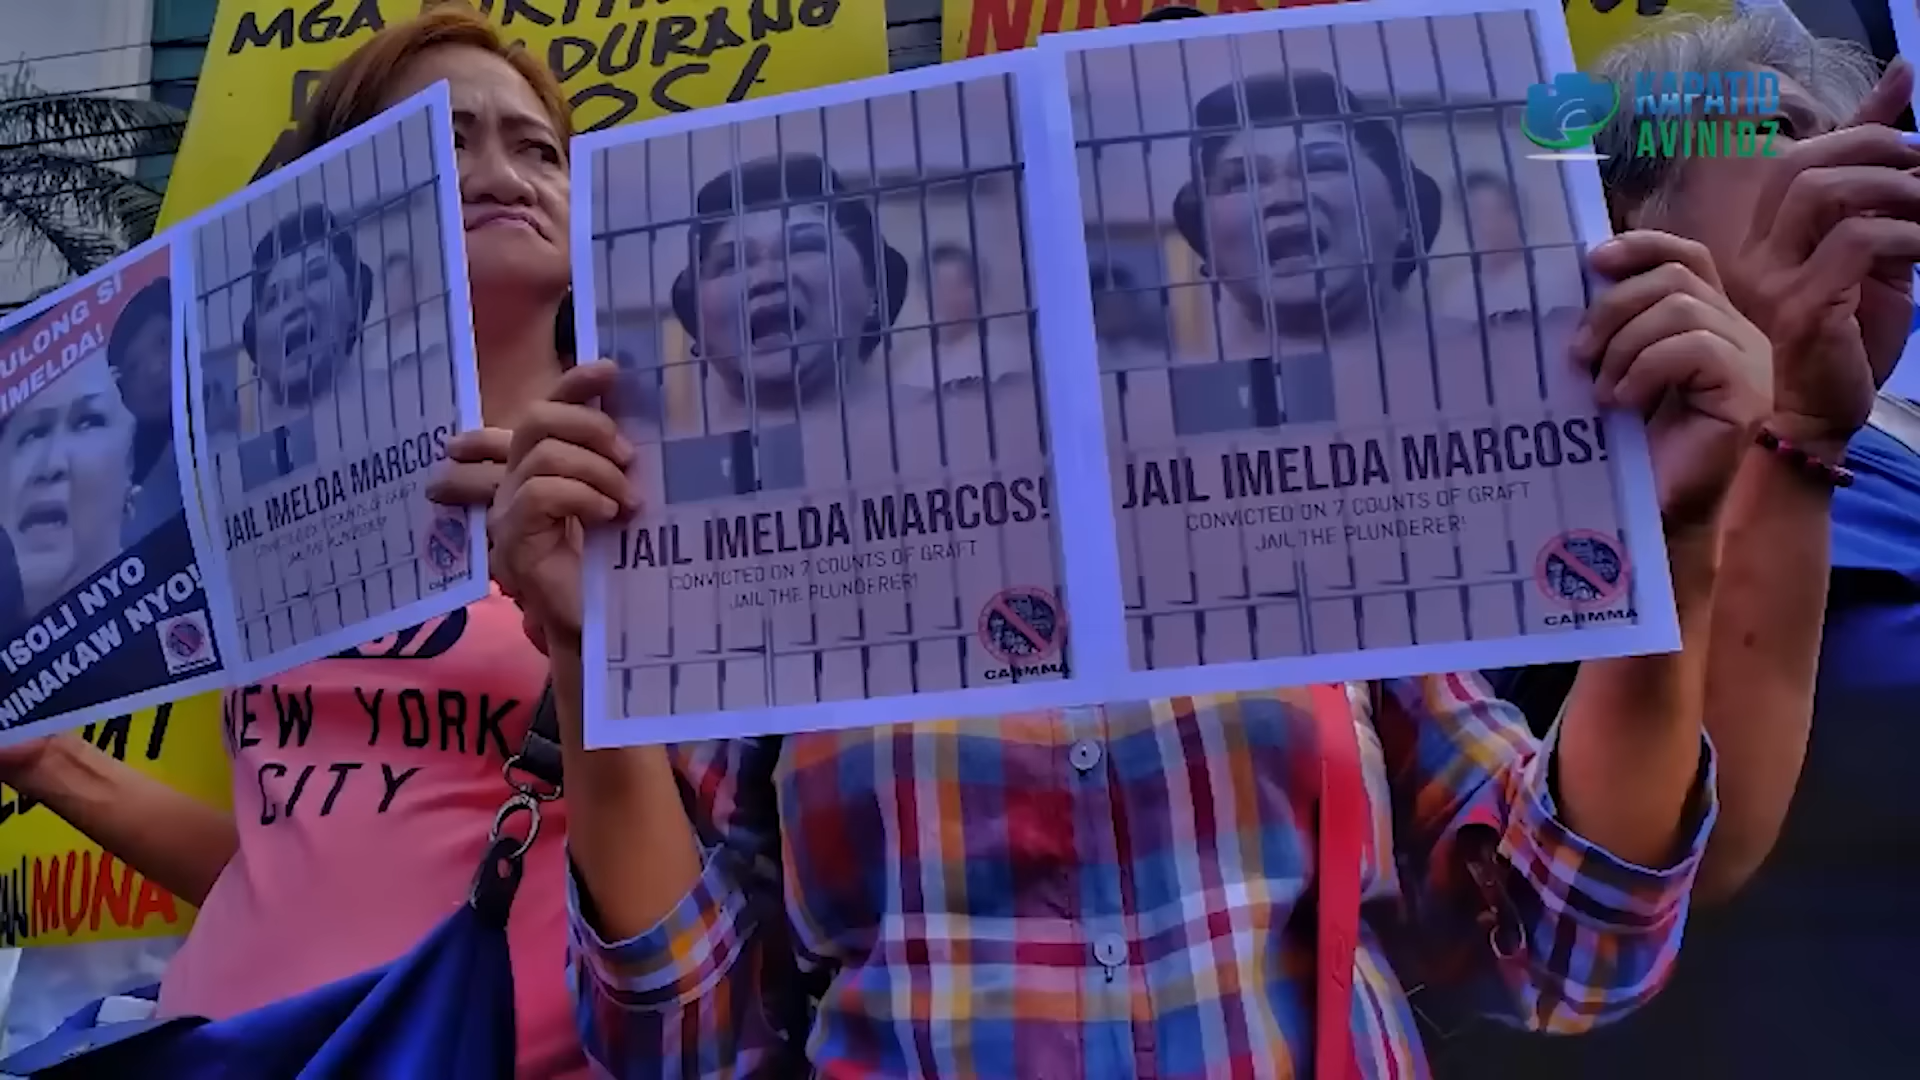 MGA
DURANG
KAPATID
AVINIDZ
KULONG SI
IMELDA!
ISOLI NYO
NINAKAW NYO!
JAIL IMELDA MARCOS!
JAIL IMELDA MARCOS!
CONVICTED ON 7 COUNTS OF GRAFT
JAIL THE PLUNDERER!
CARMMA
JAIL IMELDA MARCOS!
CONVICTED ON 7 COUNTS OF GRAFT
JAIL THE PLUNDERER!
CARMMA
NEW YORK
CITY
MUNA